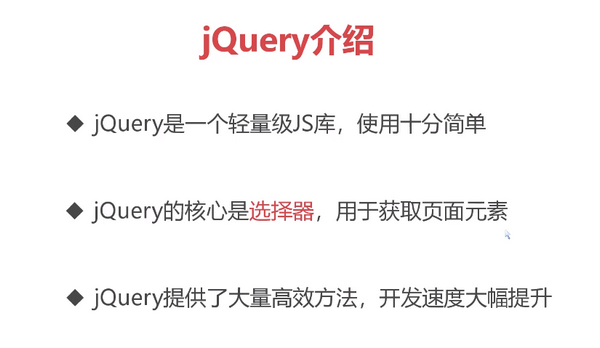 jQuery介绍
◆ jQuery是一个轻量级JS库，使用十分简单
◆ jQuery的核心是选择器，用于获取页面元素
◆ jQuery提供了大量高效方法，开发速度大幅提升